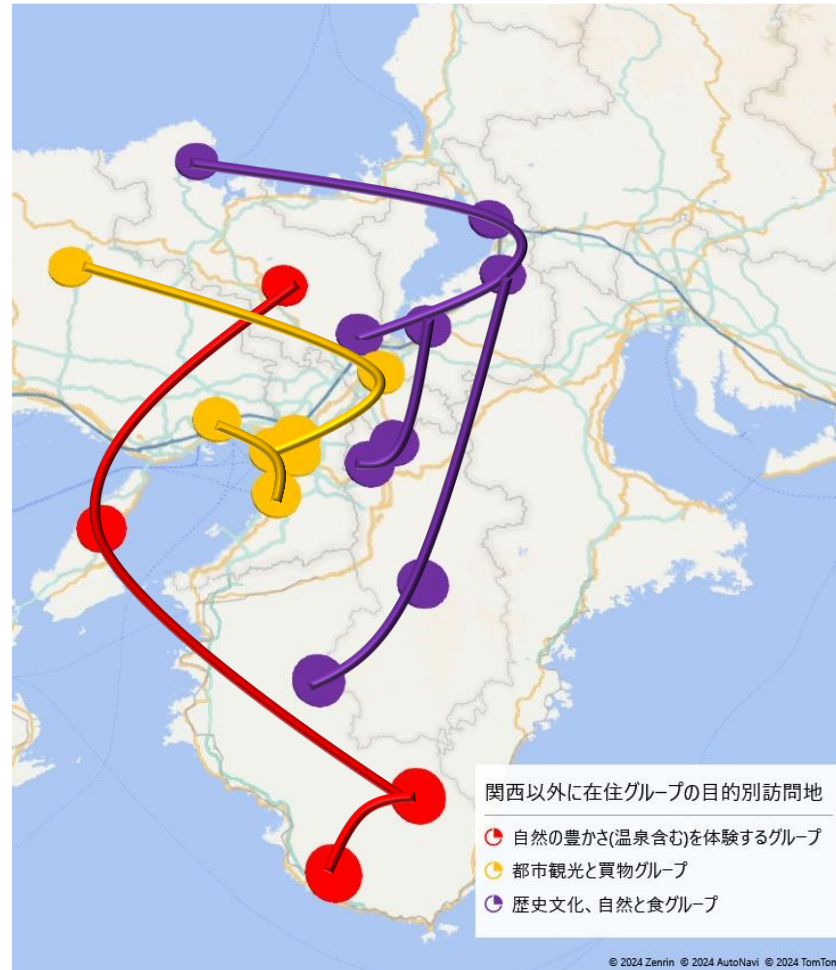 関西以外に在住グループの目的別訪問地
自然の豊かさ(温泉含む)を体験するグループ
都市観光と買物グループ
歴史文化、自然と食グループ
© 2024 Zenrin © 2024 AutoNavi © 2024 TomTom